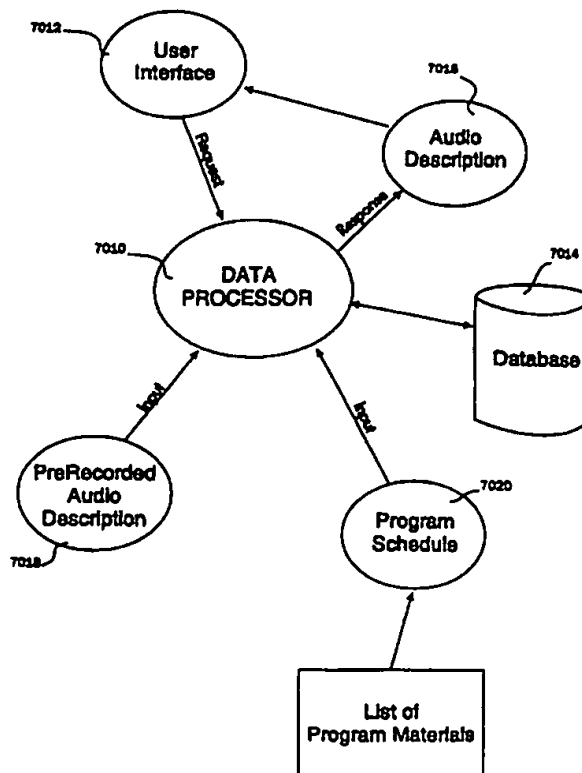 7012
User
Interface
7016
Audio
Description
Request
Response
7010
DATA
PROCESSOR
7014
Database
Input
Input
PreRecorded
Audio
Description
7018
7020
Program
Schedule
List of
Program Materials